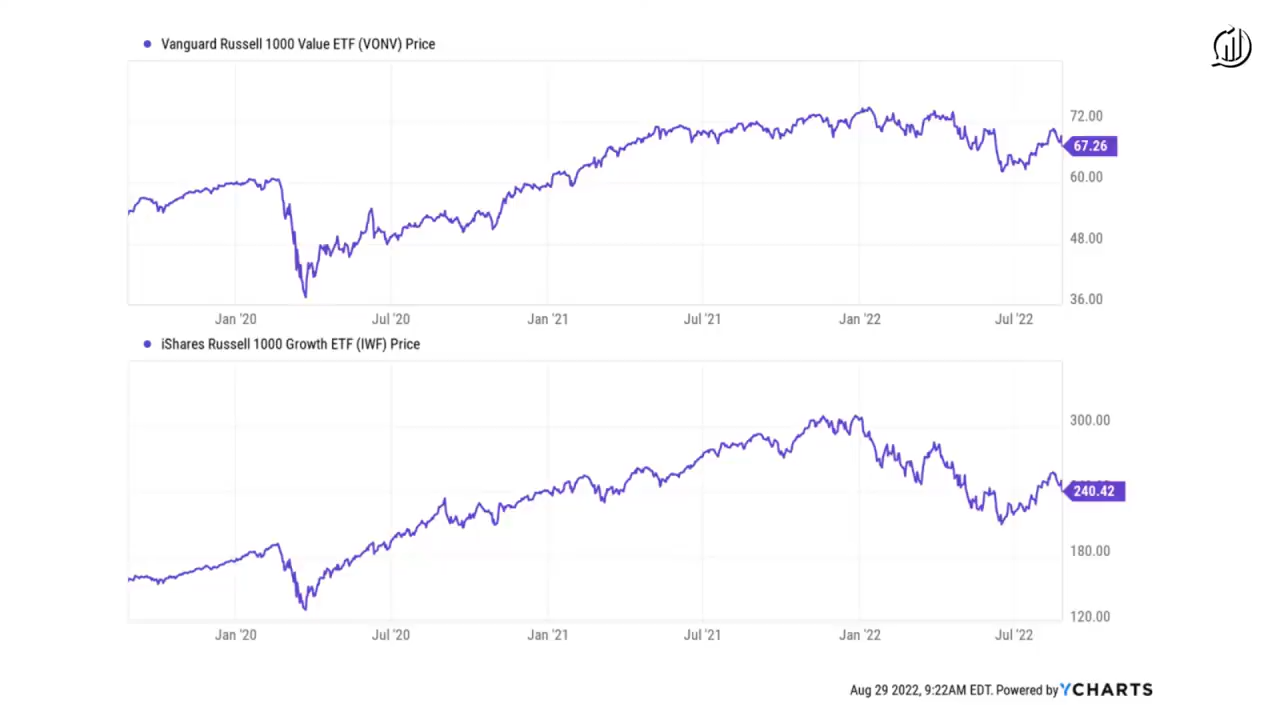 Vanguard Russell 1000 Value ETF (VONV) Price
72.00
67.26
60.00
48.00
36.00
Jan '20 Jul '20 Jan '21 Jul '21 Jan '22 Jul '22
iShares Russell 1000 Growth ETF (IWF) Price
300.00
240.42
180.00
120.00
Jan '20 Jul '20 Jan '21 Jul '21 Jan '22 Jul '22
Aug 29 2022, 9:22AM EDT. Powered by YCHARTS